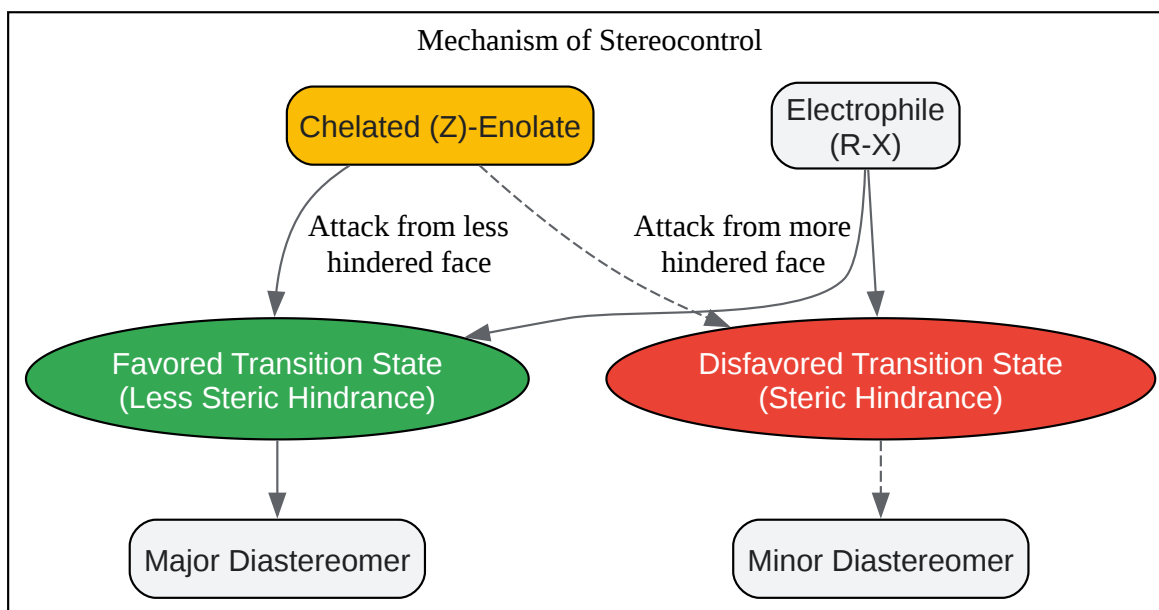 Mechanism of Stereocontrol
Chelated (Z)-Enolate
Electrophile
(R-X)
Attack from less
hindered face
Attack from more
hindered face
Favored Transition State
(Less Steric Hindrance)
Disfavored Transition State
(Steric Hindrance)
Major Diastereomer
Minor Diastereomer